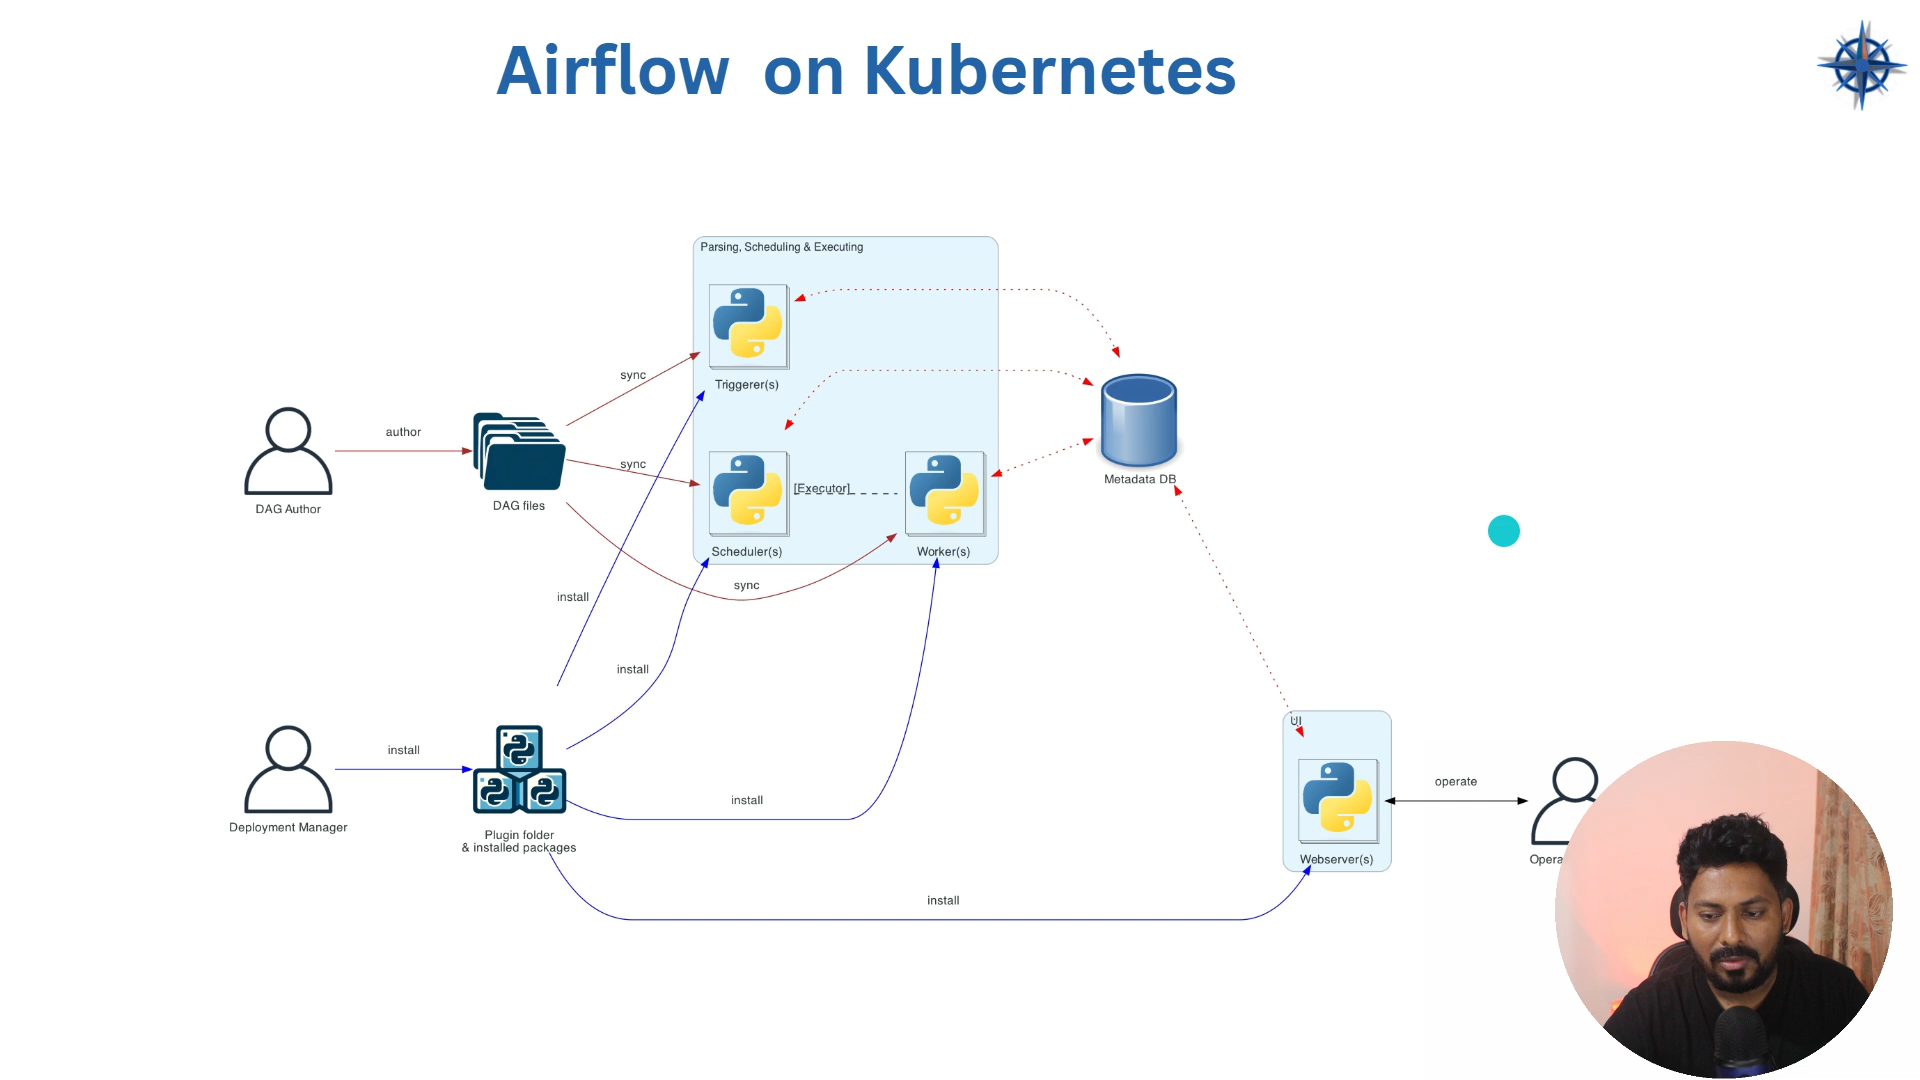 Airflow on Kubernetes
Parsing, Scheduling & Executing
Triggerer(s)
sync
author
sync
DAG Author
DAG files
[Executor]
Scheduler(s)
Worker(s)
Metadata DB
sync
install
install
install
Deployment Manager
Plugin folder
& installed packages
install
install
UI
Webserver(s)
operate